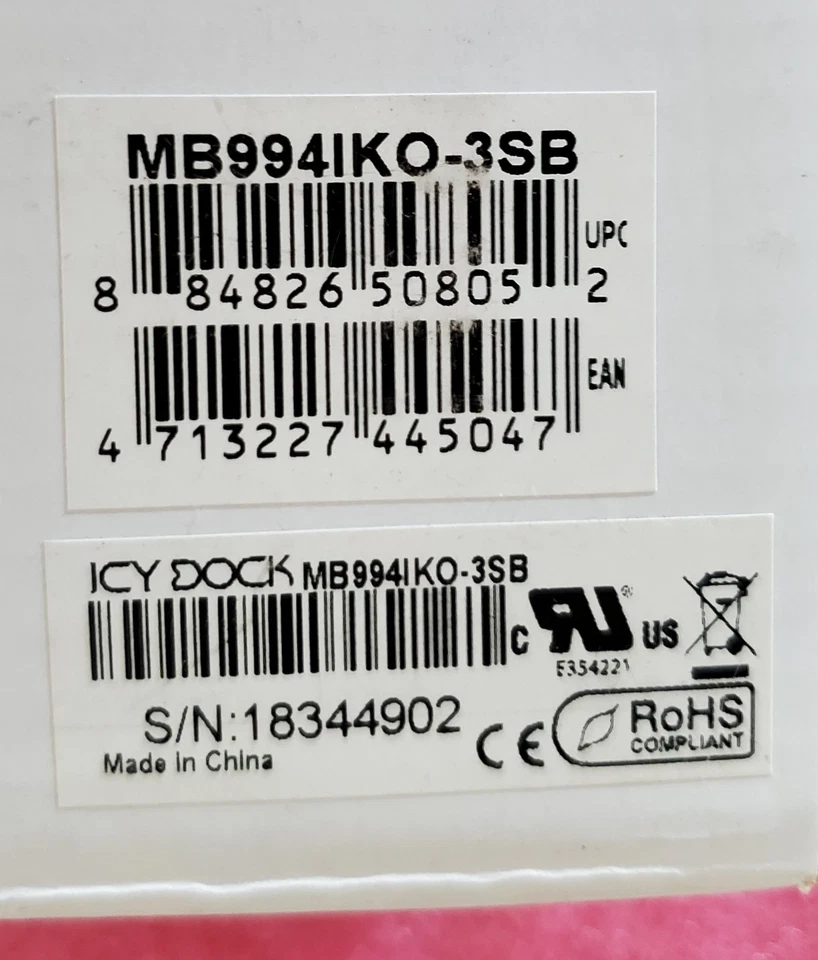 MB994IKO-3SB
UPC
8 84826 50805 2
EAN
4 713227 445047
ICY DOCK MB994IKO-3SB
C RU® US
E354221
S/N:18344902
Made in China
CE
RoHS
COMPLIANT